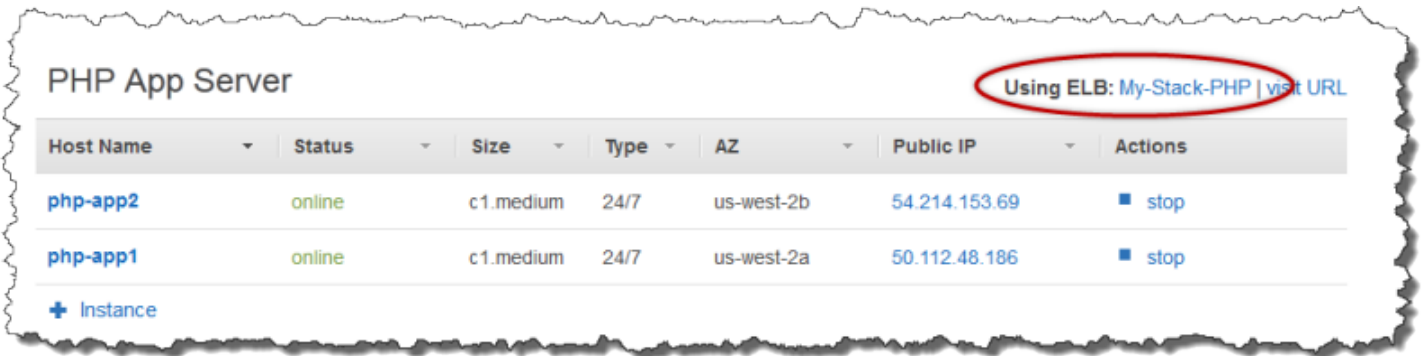 PHP App Server
Using ELB: My-Stack-PHP | visit URL
Host Name Status Size Type AZ Public IP Actions
php-app2 online c1.medium 24/7 us-west-2b 54.214.153.69 stop
php-app1 online c1.medium 24/7 us-west-2a 50.112.48.186 stop
Instance